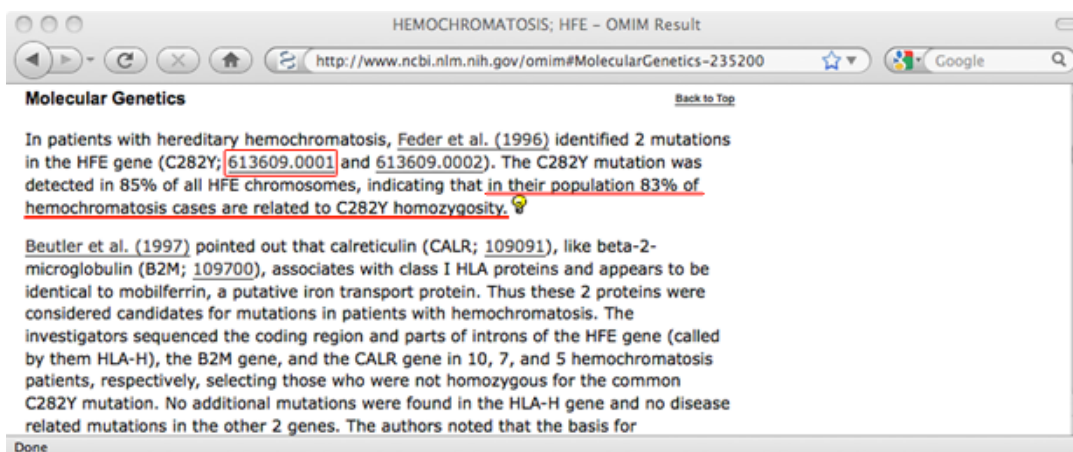 HEMOCHROMATOSIS; HFE – OMIM Result
http://www.ncbi.nlm.nih.gov/omim#MolecularGenetics-235200
Google
Molecular Genetics
Back to Top
In patients with hereditary hemochromatosis, Feder et al. (1996) identified 2 mutations
in the HFE gene (C282Y; 613609.0001 and 613609.0002). The C282Y mutation was
detected in 85% of all HFE chromosomes, indicating that in their population 83% of
hemochromatosis cases are related to C282Y homozygosity.
Beutler et al. (1997) pointed out that calreticulin (CALR; 109091), like beta-2-
microglobulin (B2M; 109700), associates with class I HLA proteins and appears to be
identical to mobilferrin, a putative iron transport protein. Thus these 2 proteins were
considered candidates for mutations in patients with hemochromatosis. The
investigators sequenced the coding region and parts of introns of the HFE gene (called
by them HLA-H), the B2M gene, and the CALR gene in 10, 7, and 5 hemochromatosis
patients, respectively, selecting those who were not homozygous for the common
C282Y mutation. No additional mutations were found in the HLA-H gene and no disease
related mutations in the other 2 genes. The authors noted that the basis for
Done